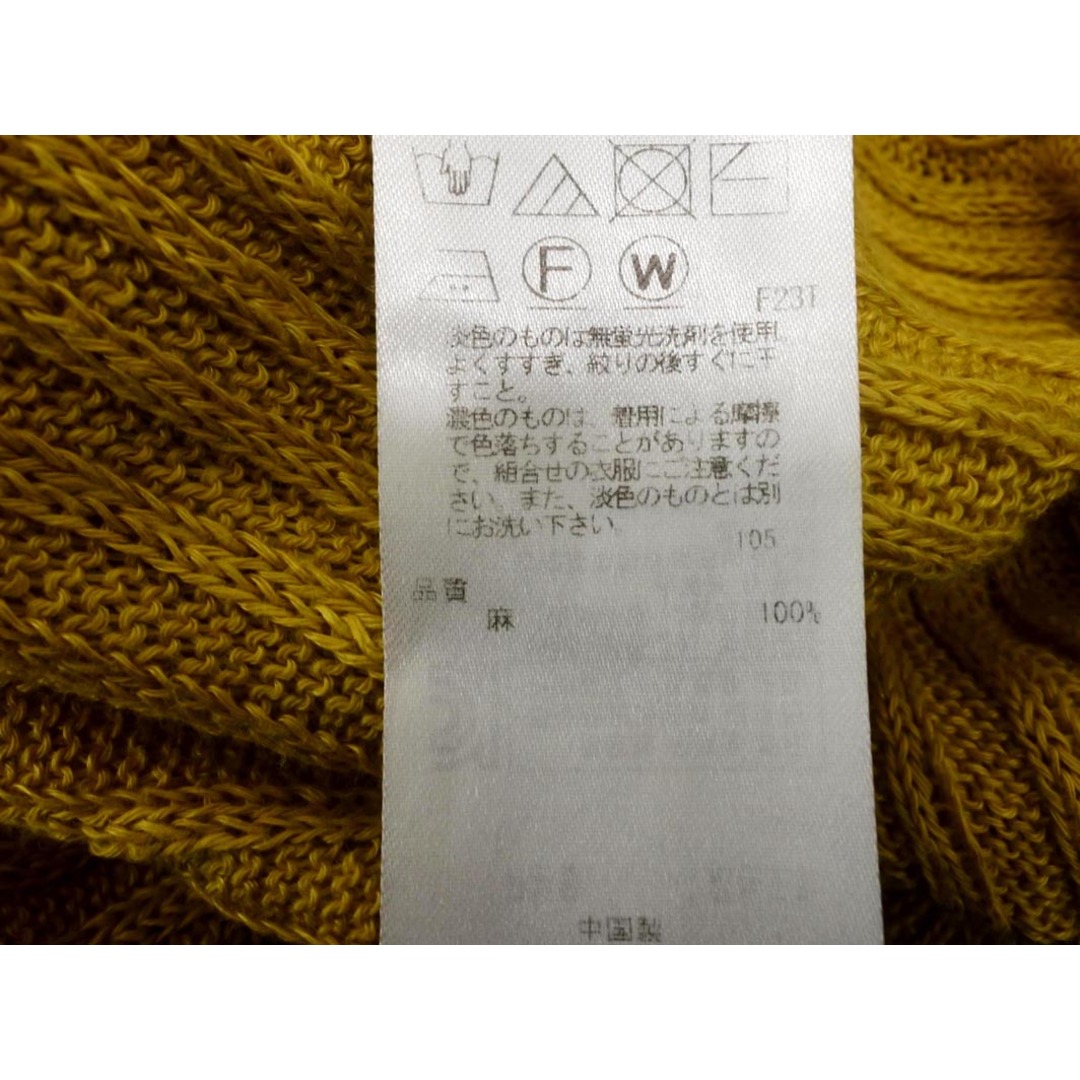 F
W
F231
淡色のものは無蛍光洗剤を使用
よくすすぎ、絞りの後すぐに干
すこと。
濃色のものは、着用による摩擦
で色落ちすることがありますの
で、組合せの衣服にご注意くだ
さい。また、淡色のものとは別
にお洗い下さい。
105
品質
麻 100%
中国製